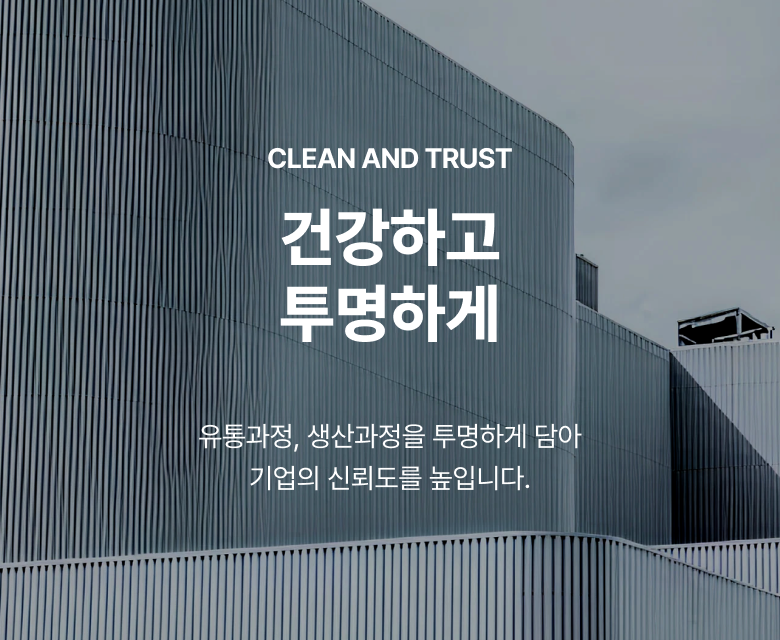 CLEAN AND TRUST
건강하고
투명하게
유통과정, 생산과정을 투명하게 담아
기업의 신뢰도를 높입니다.